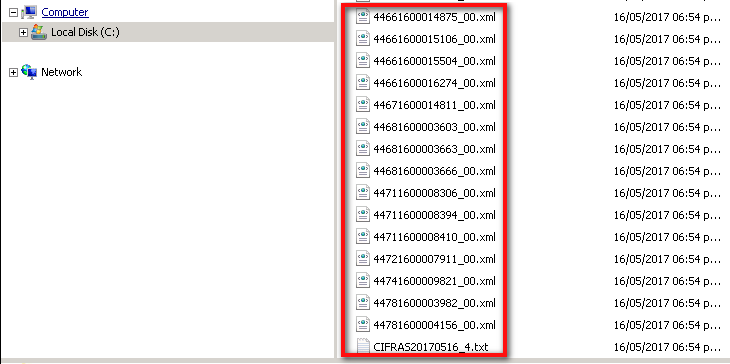 Computer
Local Disk (C:)
Network
44661600014875_00.xml 16/05/2017 06:54 p...
44661600015106_00.xml 16/05/2017 06:54 p...
44661600015504_00.xml 16/05/2017 06:54 p...
44661600016274_00.xml 16/05/2017 06:54 p...
44671600014811_00.xml 16/05/2017 06:54 p...
44681600003603_00.xml 16/05/2017 06:54 p...
44681600003663_00.xml 16/05/2017 06:54 p...
44681600003666_00.xml 16/05/2017 06:54 p...
44711600008306_00.xml 16/05/2017 06:54 p...
44711600008394_00.xml 16/05/2017 06:54 p...
44711600008410_00.xml 16/05/2017 06:54 p...
44721600007911_00.xml 16/05/2017 06:54 p...
44741600009821_00.xml 16/05/2017 06:54 p...
44781600003982_00.xml 16/05/2017 06:54 p...
44781600004156_00.xml 16/05/2017 06:54 p...
CIFRAS20170516_4.txt 16/05/2017 06:54 p...